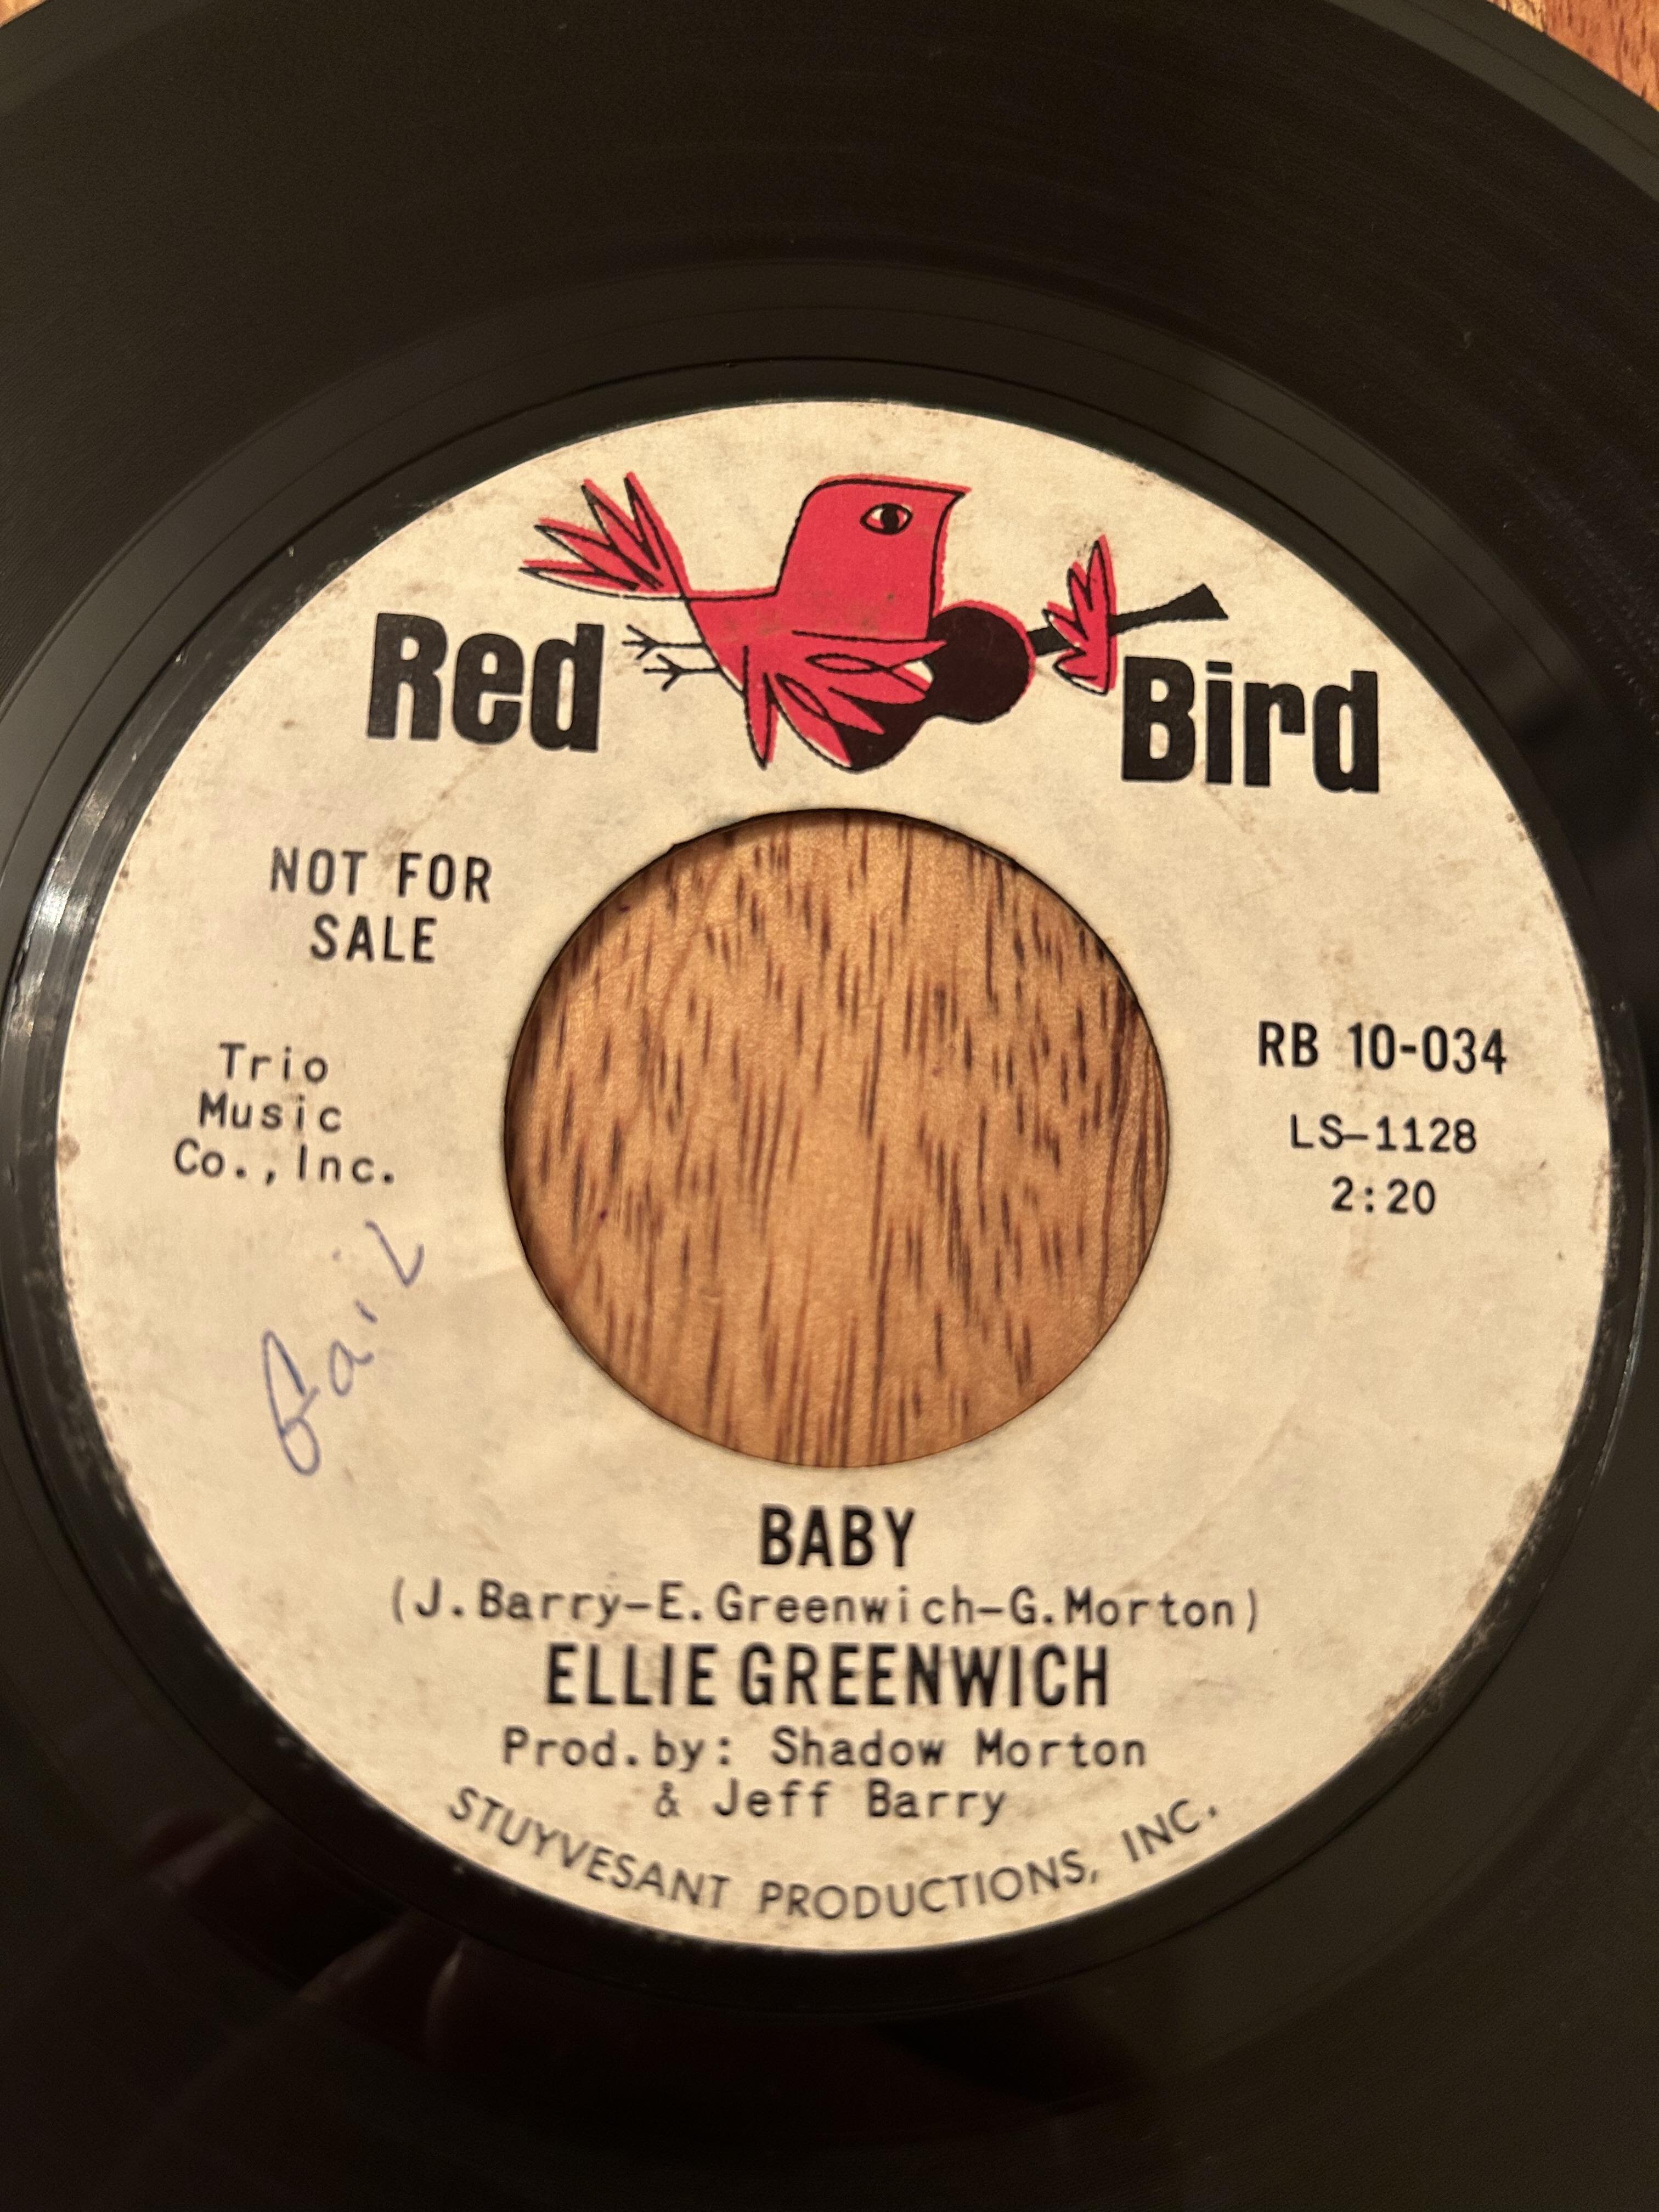 Red Bird
NOT FOR
SALE
Trio
Music
Co., Inc.
RB 10-034
LS-1128
2:20
Gail
BABY
(J. Barry-E. Greenwich-G. Morton)
ELLIE GREENWICH
Prod. by: Shadow Morton
& Jeff Barry
STUYVESANT PRODUCTIONS, INC.